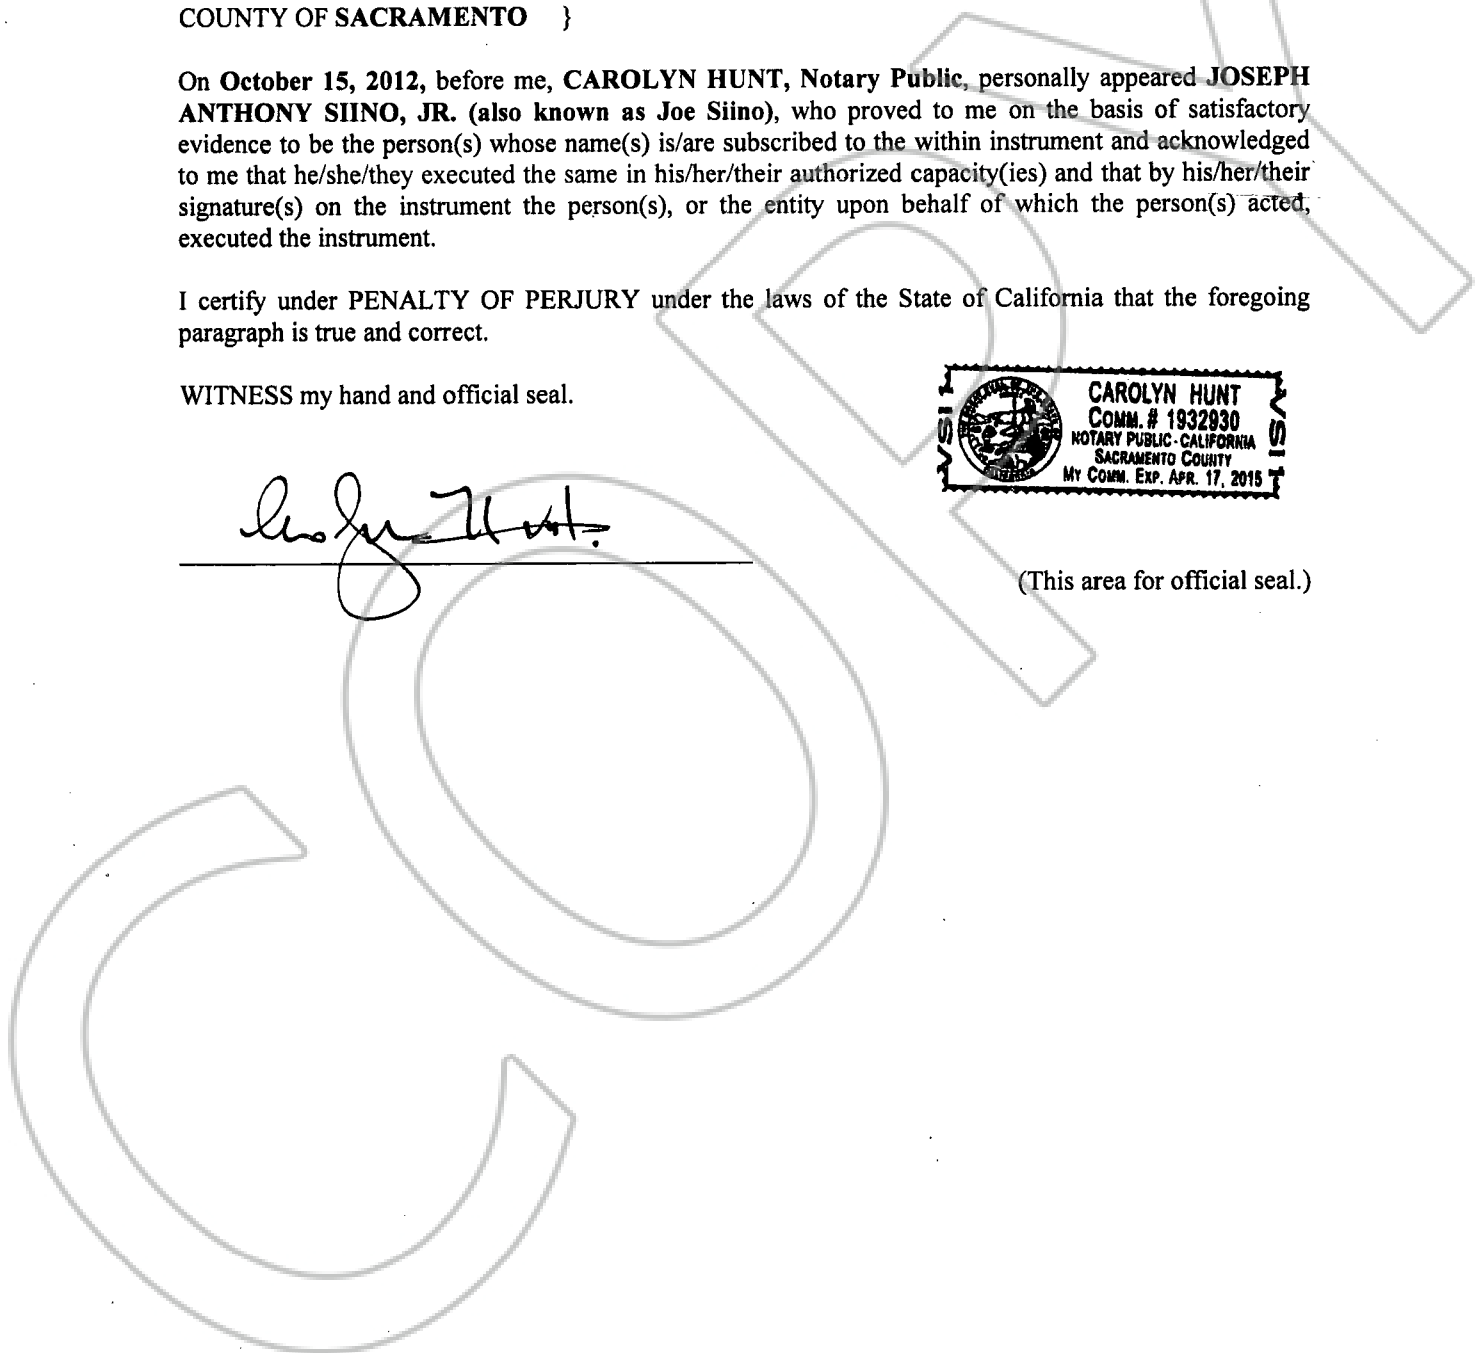 COUNTY OF SACRAMENTO }
On October 15, 2012, before me, CAROLYN HUNT, Notary Public, personally appeared JOSEPH
ANTHONY SIINO, JR. (also known as Joe Siino), who proved to me on the basis of satisfactory
evidence to be the person(s) whose name(s) is/are subscribed to the within instrument and acknowledged
to me that he/she/they executed the same in his/her/their authorized capacity(ies) and that by his/her/their
signature(s) on the instrument the person(s), or the entity upon behalf of which the person(s) acted,
executed the instrument.
I certify under PENALTY OF PERJURY under the laws of the State of California that the foregoing
paragraph is true and correct.
WITNESS my hand and official seal.
CAROLYN HUNT
COMM. # 1932930
NOTARY PUBLIC-CALIFORNIA
SACRAMENTO COUNTY
MY COMM. EXP. APR. 17, 2015
Carolyn Hunt.
(This area for official seal.)
COPY